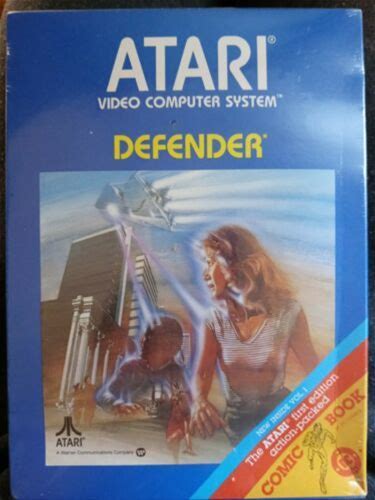 ATARI®
VIDEO COMPUTER SYSTEM™
DEFENDER*
NEW INSIDE VOL 1
The ATARI® first edition
action-packed
COMIC BOOK
ATARI®
A Warner Communications Company